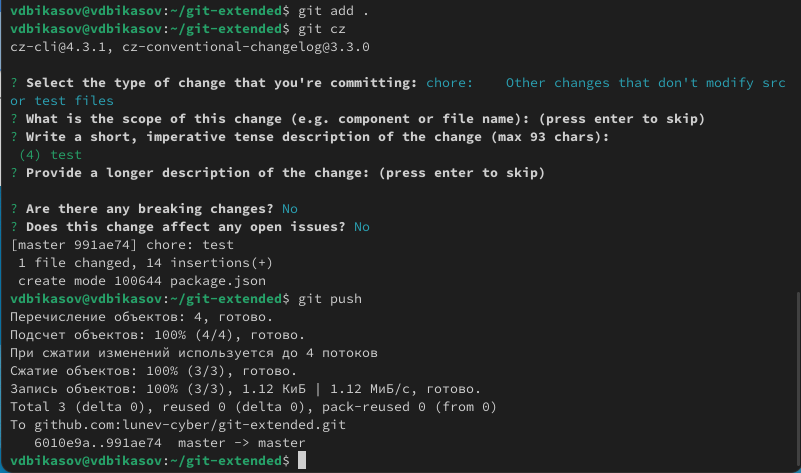 vdbikasov@vdbikasov:~/git-extended$ git add .
vdbikasov@vdbikasov:~/git-extended$ git cz
cz-cli@4.3.1, cz-conventional-changelog@3.3.0
? Select the type of change that you're committing: chore:    Other changes that don't modify src
or test files
? What is the scope of this change (e.g. component or file name): (press enter to skip)
? Write a short, imperative tense description of the change (max 93 chars):
 (4) test
? Provide a longer description of the change: (press enter to skip)
? Are there any breaking changes? No
? Does this change affect any open issues? No
[master 991ae74] chore: test
 1 file changed, 14 insertions(+)
 create mode 100644 package.json
vdbikasov@vdbikasov:~/git-extended$ git push
Перечисление объектов: 4, готово.
Подсчет объектов: 100% (4/4), готово.
При сжатии изменений используется до 4 потоков
Сжатие объектов: 100% (3/3), готово.
Запись объектов: 100% (3/3), 1.12 КиБ | 1.12 МиБ/с, готово.
Total 3 (delta 0), reused 0 (delta 0), pack-reused 0 (from 0)
To github.com:lunev-cyber/git-extended.git
   6010e9a..991ae74  master -> master
vdbikasov@vdbikasov:~/git-extended$